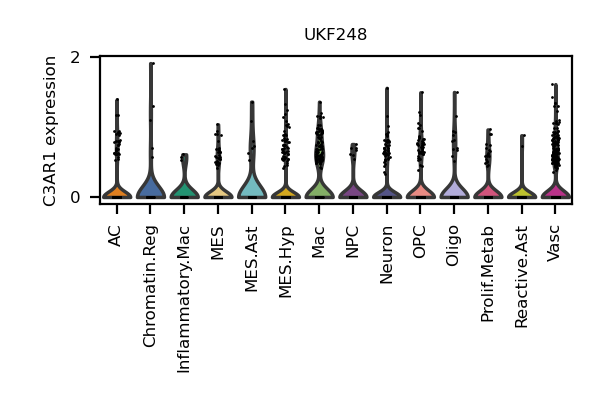 UKF248
C3AR1 expression
2
0
AC
Chromatin.Reg
Inflammatory.Mac
MES
MES.Ast
MES.Hyp
Mac
NPC
Neuron
OPC
Oligo
Prolif.Metab
Reactive.Ast
Vasc